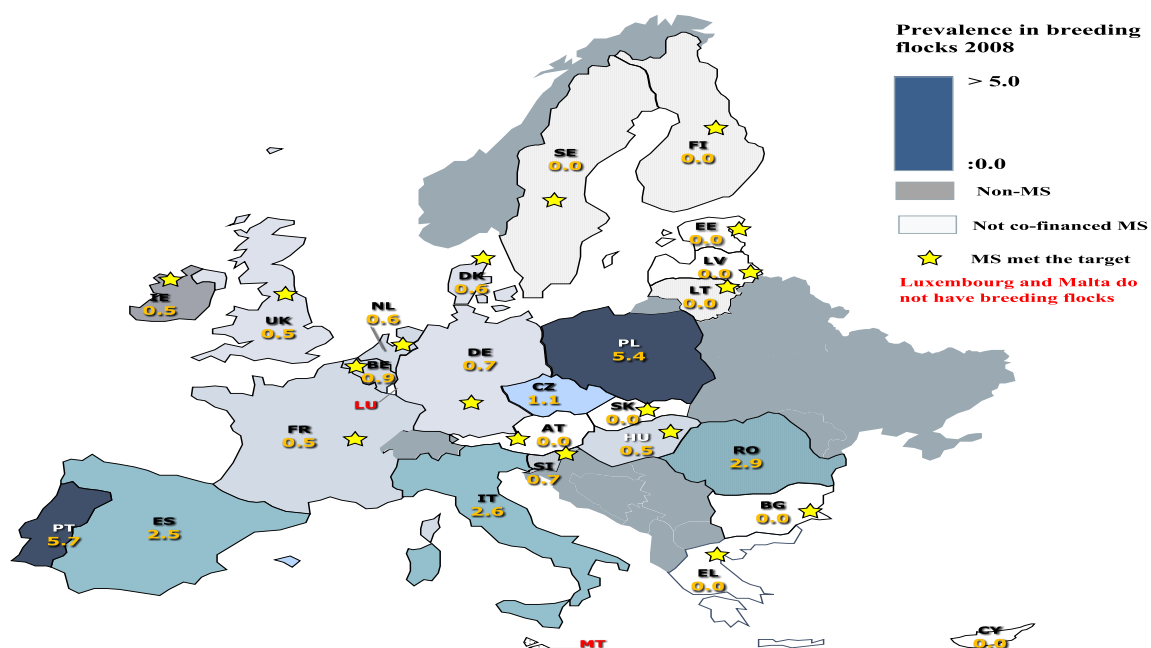 Prevalence in breeding
flocks 2008
> 5.0
:0.0
Non-MS
Not co-financed MS
MS met the target
Luxembourg and Malta do
not have breeding flocks
SE
0.0
FI
0.0
EE
0.0
LV
0.0
LT
0.0
DK
0.6
IE
0.5
UK
0.5
NL
0.6
BE
0.9
LU
DE
0.7
PL
5.4
CZ
1.1
SK
0.0
AT
0.0
HU
0.5
FR
0.5
SI
0.7
RO
2.9
IT
2.6
ES
2.5
PT
5.7
BG
0.0
EL
0.0
CY
0.0
MT